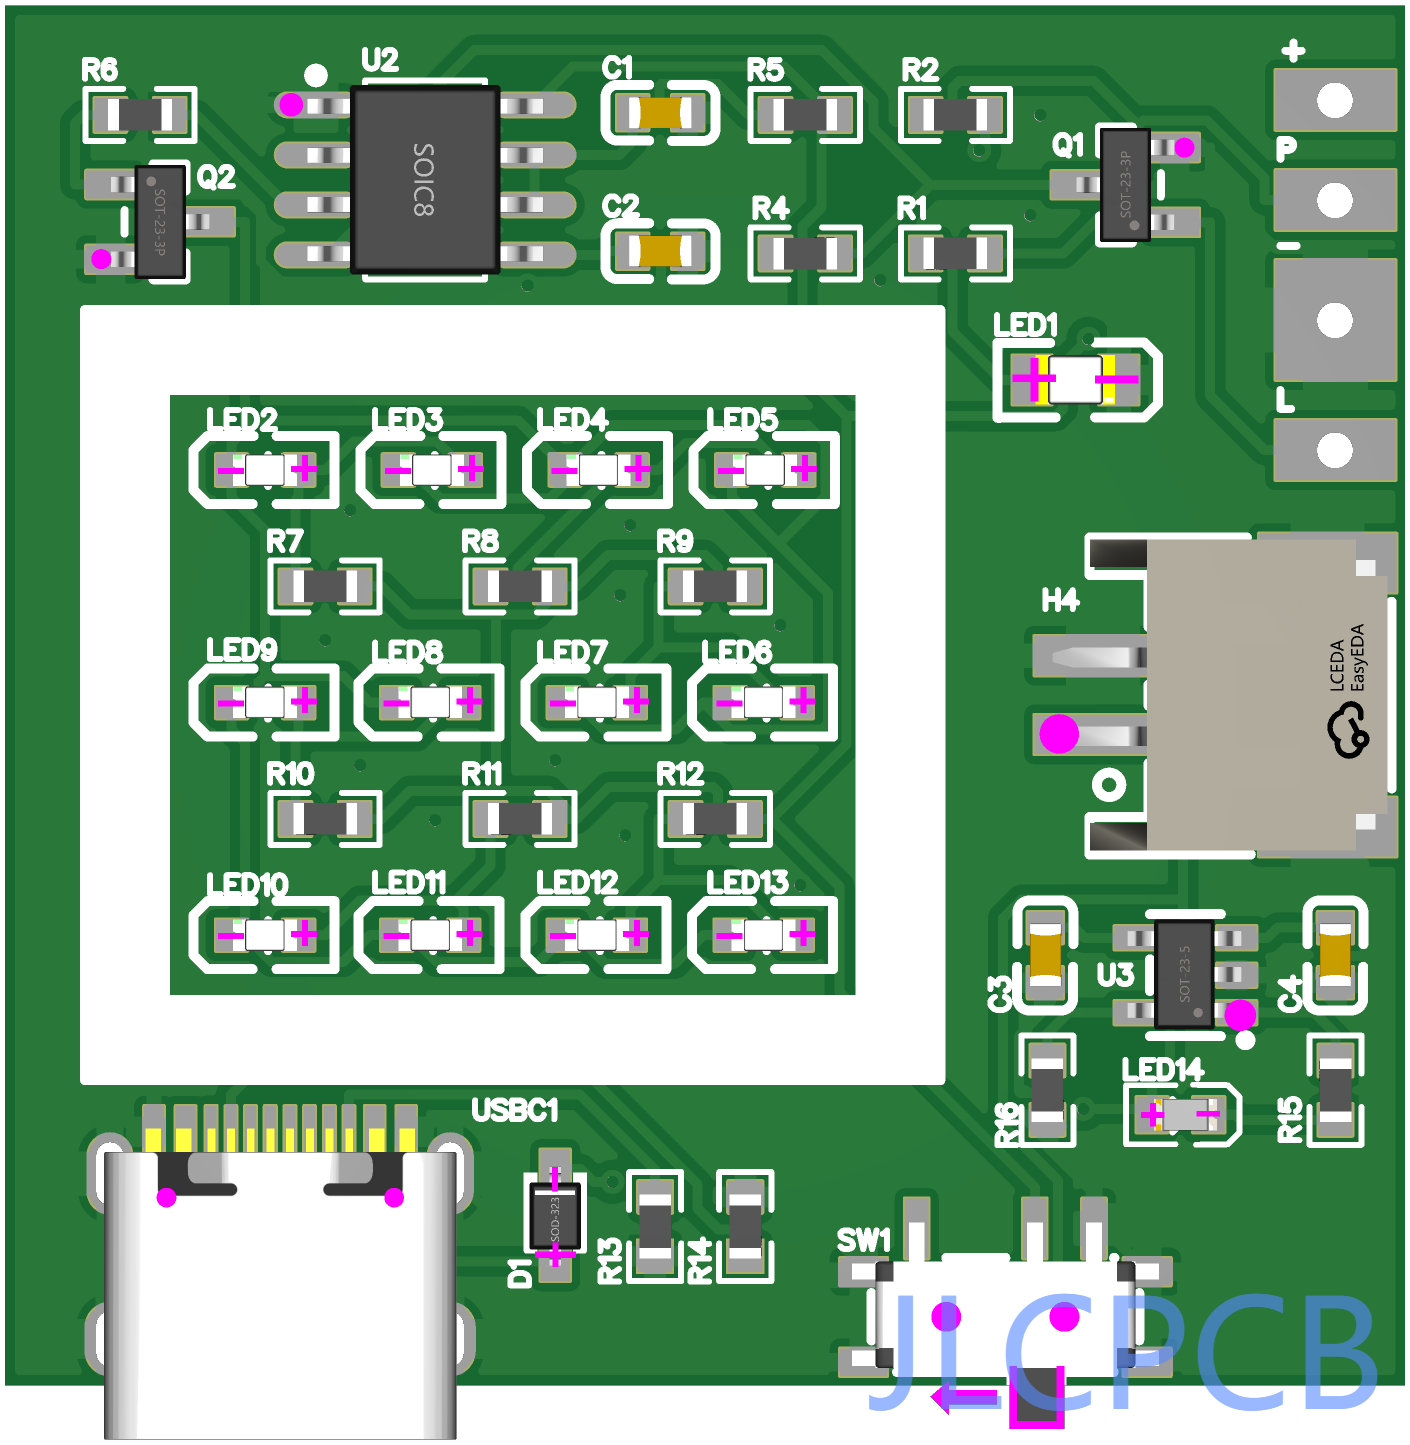 R6
U2
C1
R5
R2
+
Q1
P
Q2
SOT-23-3P
SOIC8
SOT-23-3P
C2
R4
R1
-
LED1
+ -
L
LED2
LED3
LED4
LED5
- +
- +
- +
- +
R7
R8
R9
H4
LCEDA
EasyEDA
LED9
LED8
LED7
LED6
- +
- +
- +
- +
R10
R11
R12
LED10
LED11
LED12
LED13
- +
- +
- +
- +
C3
U3
SOT-23-5
C4
LED14
+ -
R16
R15
USBC1
SOD-323
D1
R13
R14
SW1
JLCPCB